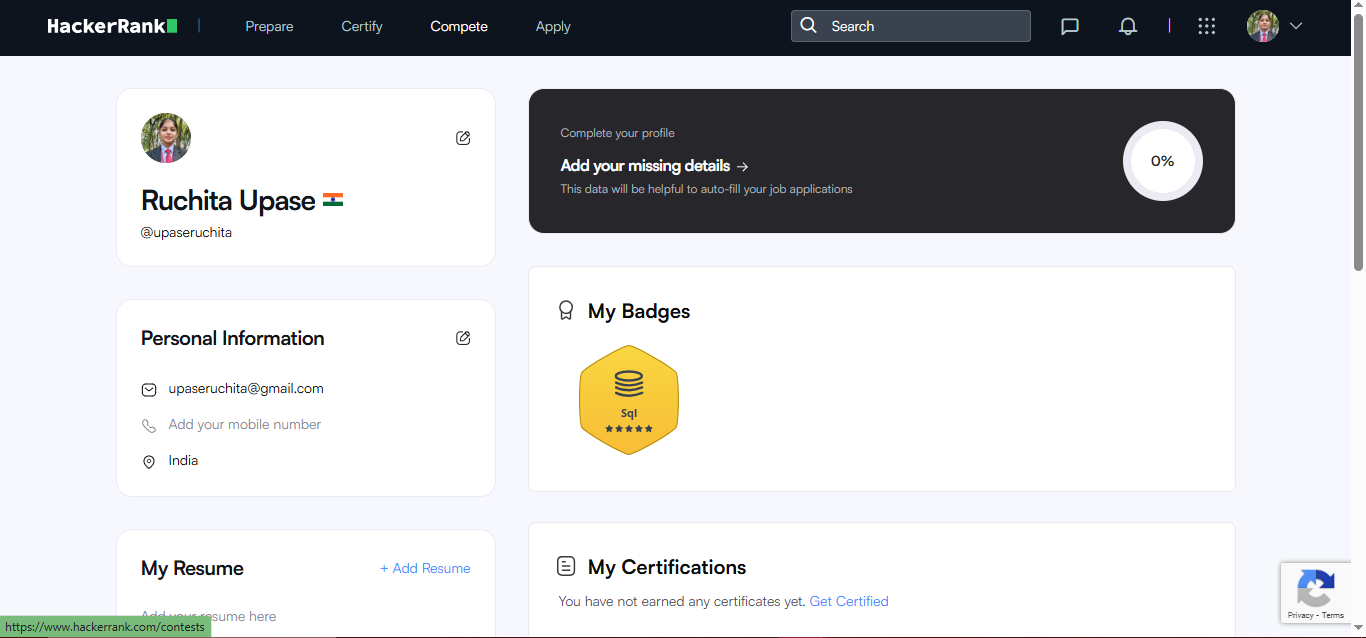 HackerRank
Prepare
Certify
Compete
Apply
Search
Ruchita Upase
@upaseruchita
Personal Information
upaseruchita@gmail.com
Add your mobile number
India
My Resume
+ Add Resume
Add your resume here
Complete your profile
Add your missing details →
This data will be helpful to auto-fill your job applications
0%
My Badges
Sql
★★★★★
My Certifications
You have not earned any certificates yet. Get Certified
Privacy - Terms
https://www.hackerrank.com/contests